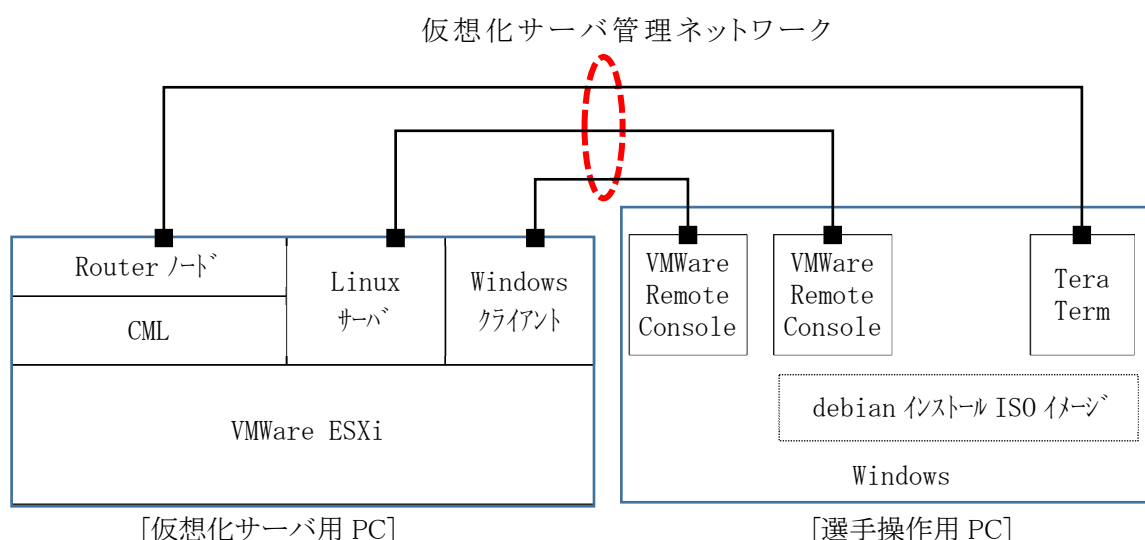 仮想化サーバ管理ネットワーク
Router ﾉｰﾄﾞ
CML
Linux
ｻｰﾊﾞ
Windows
ｸﾗｲｱﾝﾄ
VMWare ESXi
[仮想化サーバ用 PC]
VMWare
Remote
Console
VMWare
Remote
Console
Tera
Term
debian ｲﾝｽﾄｰﾙ ISO ｲﾒｰｼﾞ
Windows
[選手操作用 PC]